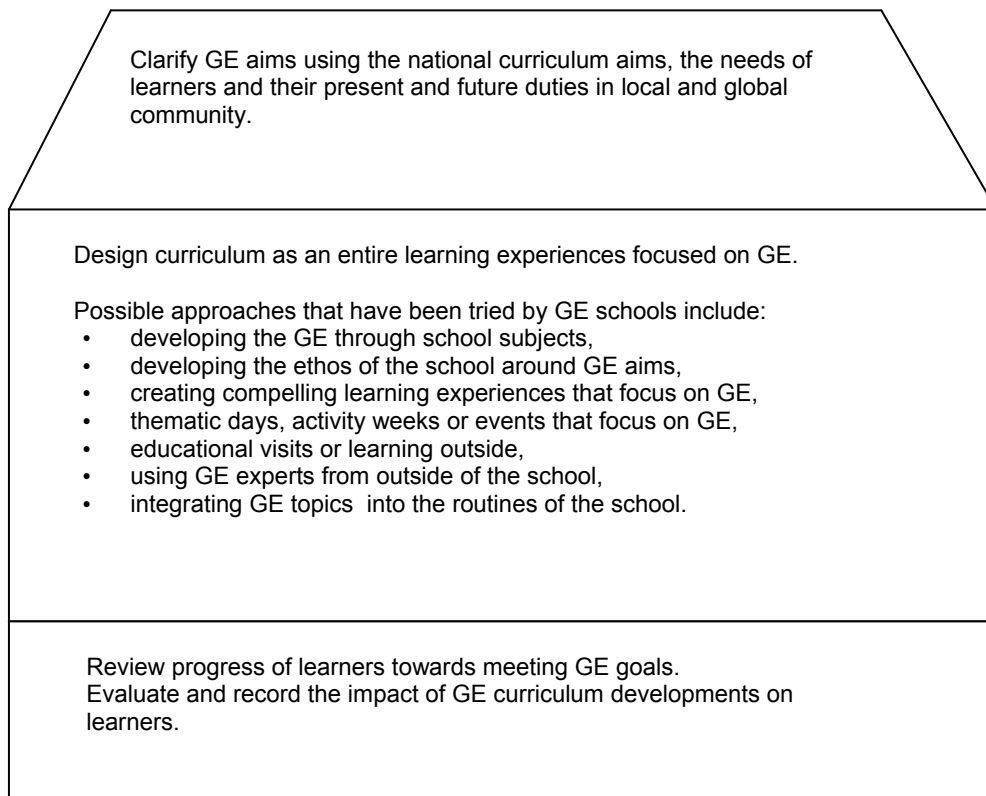 Clarify GE aims using the national curriculum aims, the needs of
learners and their present and future duties in local and global
community.
Design curriculum as an entire learning experiences focused on GE.
Possible approaches that have been tried by GE schools include:
• developing the GE through school subjects,
• developing the ethos of the school around GE aims,
• creating compelling learning experiences that focus on GE,
• thematic days, activity weeks or events that focus on GE,
• educational visits or learning outside,
• using GE experts from outside of the school,
• integrating GE topics  into the routines of the school.
Review progress of learners towards meeting GE goals.
Evaluate and record the impact of GE curriculum developments on
learners.